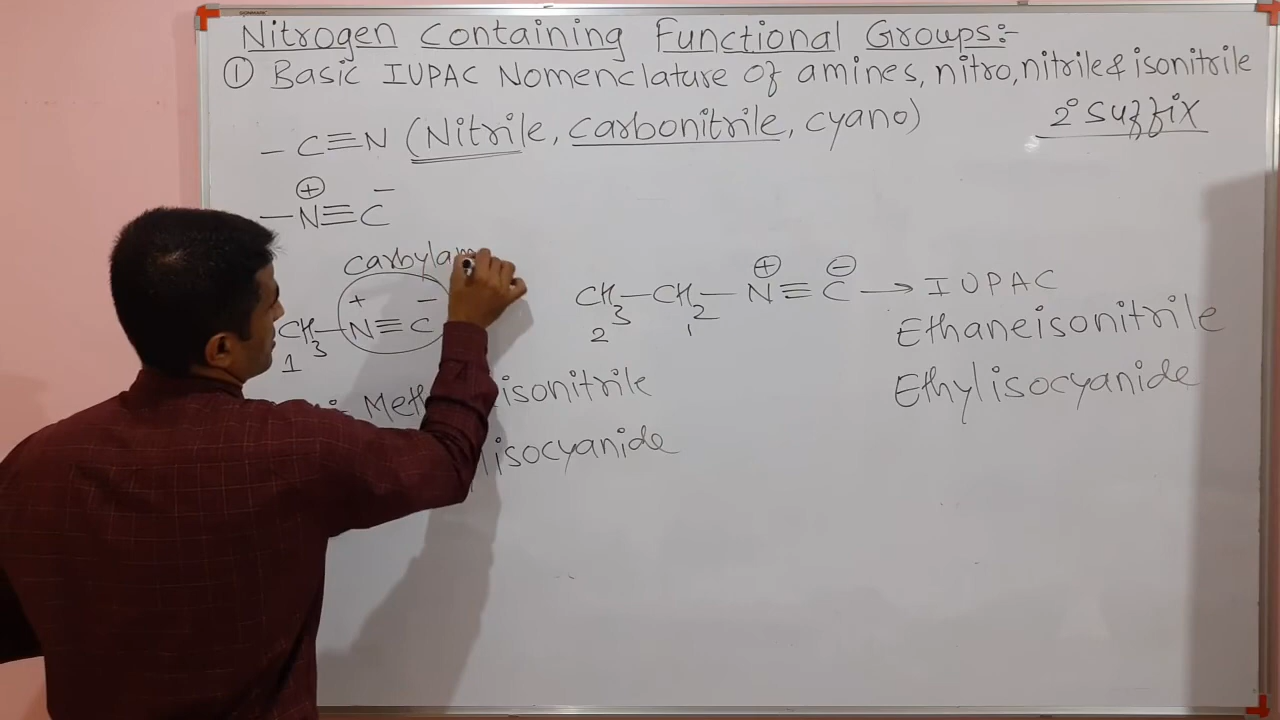 Nitrogen Containing Functional Groups:-
① Basic IUPAC Nomenclature of amines, nitro, nitrile & isonitrile
-C≡N (Nitrile, carbonitrile, cyano) 2° Suffix
-N⊕≡C⁻
carbylam
CH3-N⁺≡C⁻
1
CH3-CH2-N⊕≡C⊖ → IUPAC
2 1
Ethaneisonitrile
Ethylisocyanide
isonitrile
isocyanide